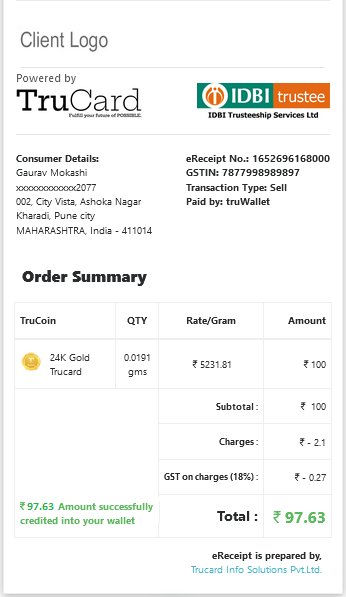 Client Logo
Powered by
TruCard
Fulfill your future of POSSIBLE.
IDBI trustee
IDBI Trusteeship Services Ltd
Consumer Details:
Gaurav Mokashi
xxxxxxxxxxxx2077
002, City Vista, Ashoka Nagar
Kharadi, Pune city
MAHARASHTRA, India - 411014
eReceipt No.: 1652696168000
GSTIN: 7877998989897
Transaction Type: Sell
Paid by: truWallet
Order Summary
TruCoin QTY Rate/Gram Amount
24K Gold Trucard 0.0191 gms ₹ 5231.81 ₹ 100
Subtotal : ₹ 100
Charges : ₹ - 2.1
GST on charges (18%) : ₹ - 0.27
₹ 97.63 Amount successfully
credited into your wallet
Total : ₹ 97.63
eReceipt is prepared by,
Trucard Info Solutions Pvt.Ltd.